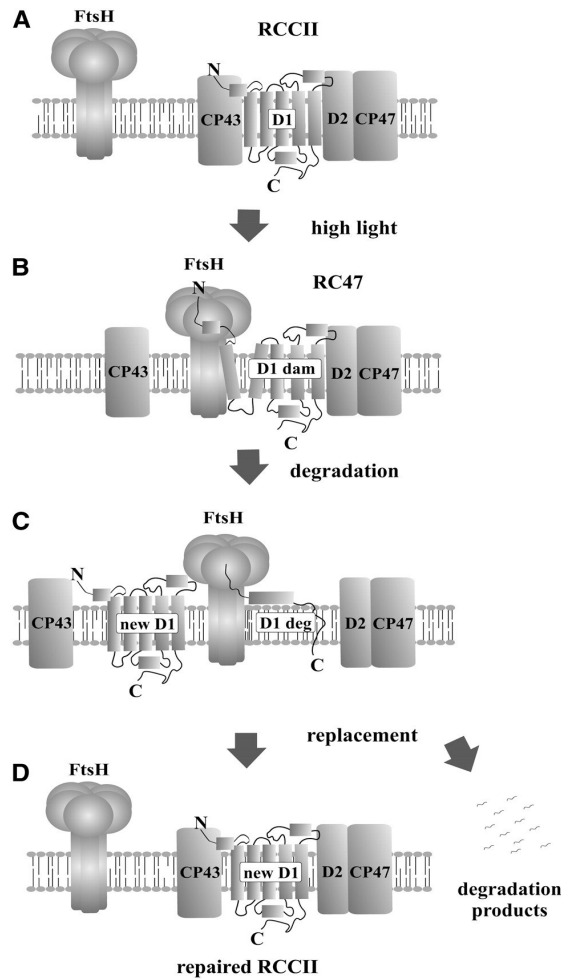 A
FtsH
RCCII
N
CP43
D1
D2
CP47
C
high light
B
FtsH
RC47
N
CP43
D1 dam
D2
CP47
C
degradation
C
FtsH
N
CP43
new D1
D1 deg
D2
CP47
C
C
replacement
D
FtsH
N
CP43
new D1
D2
CP47
C
degradation
products
repaired RCCII